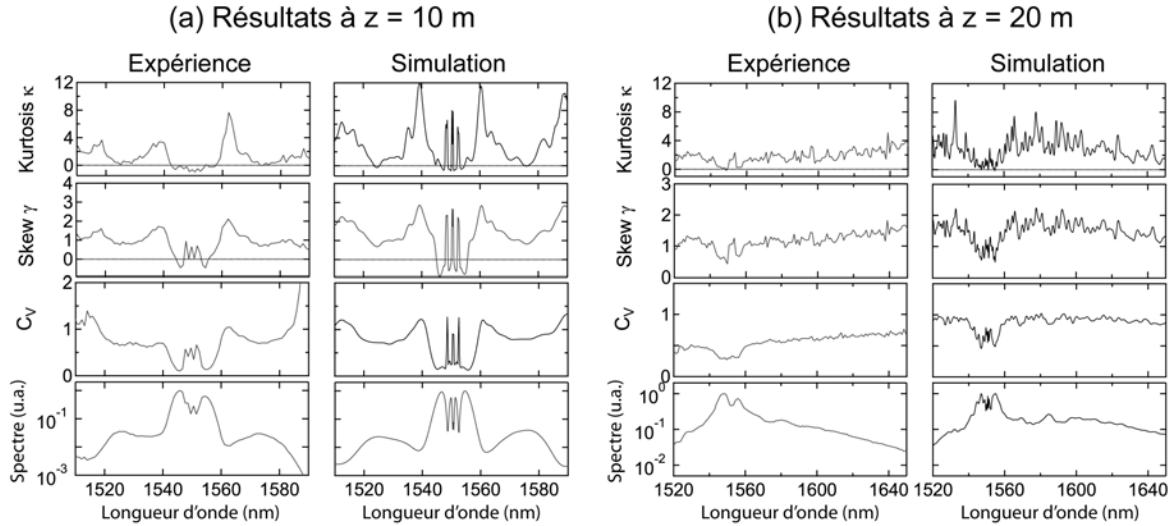 (a) Résultats à z = 10 m
(b) Résultats à z = 20 m
Expérience
Simulation
Expérience
Simulation
Kurtosis κ
12
8
4
0
Kurtosis κ
12
8
4
0
Skew γ
4
3
2
1
0
Skew γ
3
2
1
0
C_V
2
1
0
C_V
1
0
Spectre (u.a.)
10^-1
10^-3
Spectre (u.a.)
10^0
10^-1
10^-2
1520 1540 1560 1580
1520 1540 1560 1580
1520 1560 1600 1640
1520 1560 1600 1640
Longueur d'onde (nm)
Longueur d'onde (nm)
Longueur d'onde (nm)
Longueur d'onde (nm)